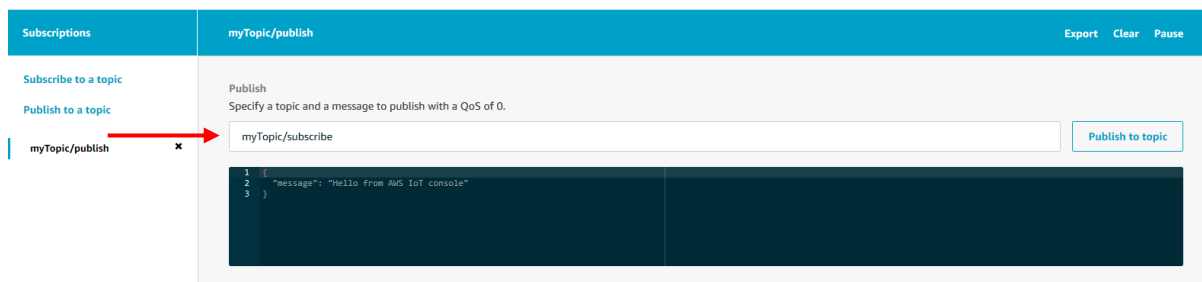 Subscriptions
myTopic/publish
Export Clear Pause
Subscribe to a topic
Publish to a topic
myTopic/publish ✖
Publish
Specify a topic and a message to publish with a QoS of 0.
myTopic/subscribe
Publish to topic
1 {
2 "message": "Hello from AWS IoT console"
3 }